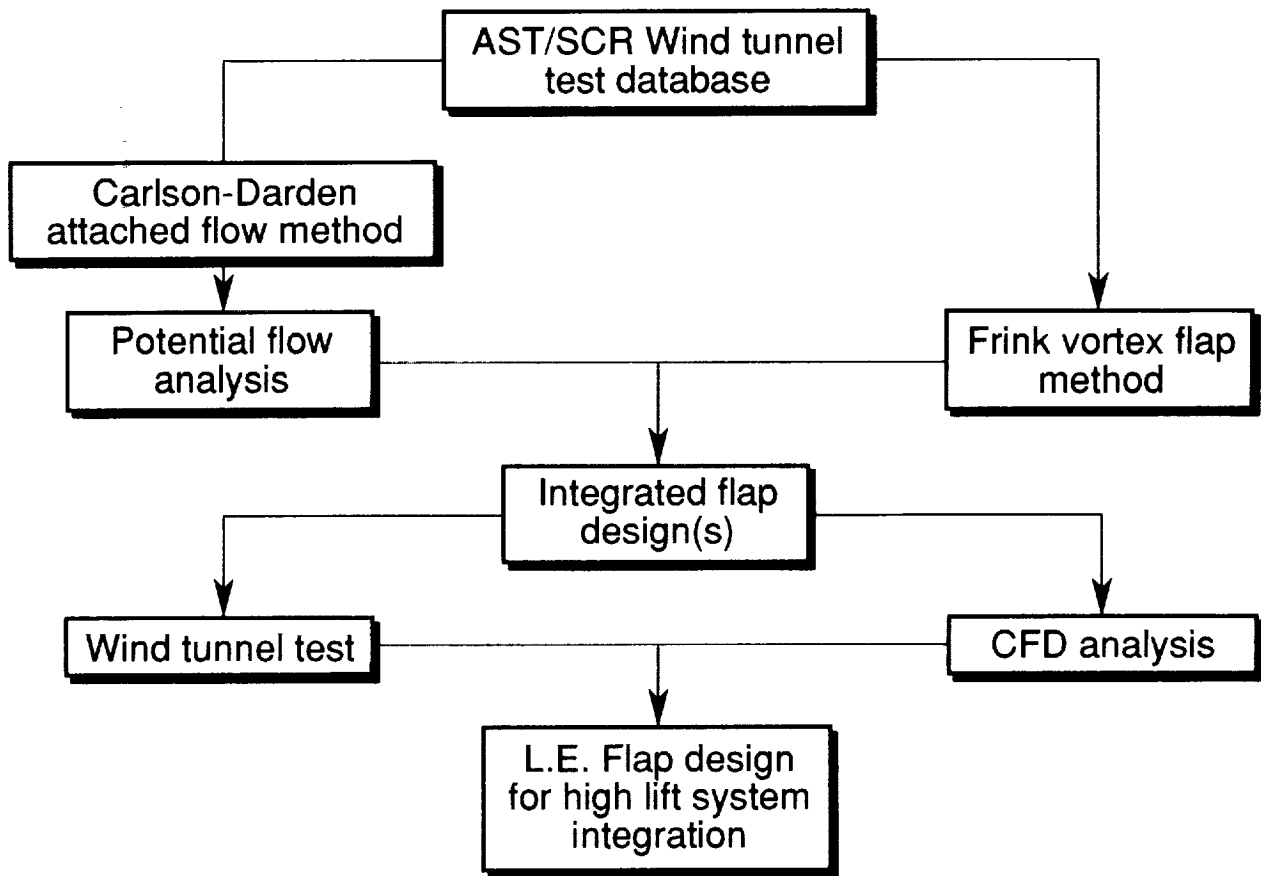 AST/SCR Wind tunnel
test database
Carlson-Darden
attached flow method
Potential flow
analysis
Frink vortex flap
method
Integrated flap
design(s)
Wind tunnel test
CFD analysis
L.E. Flap design
for high lift system
integration